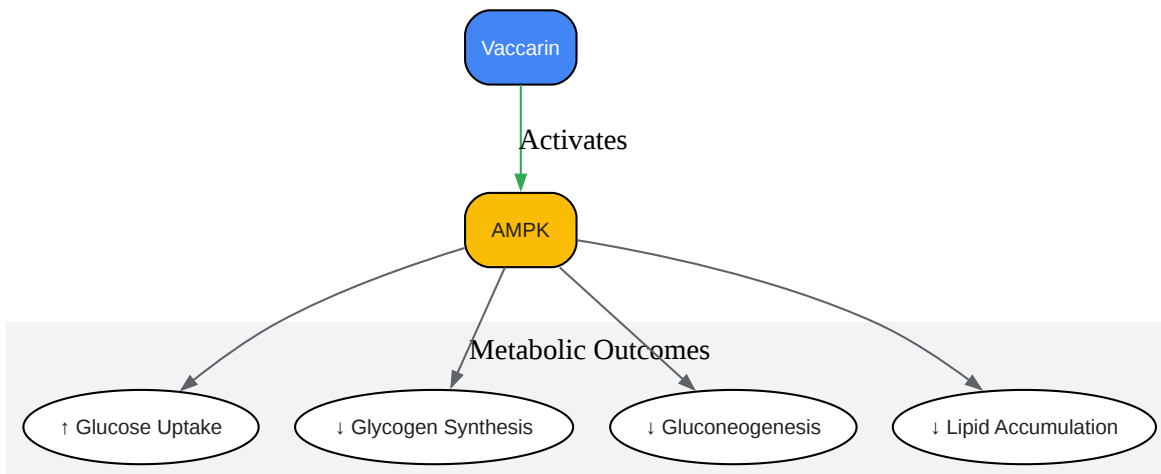 Vaccarin
Activates
AMPK
Metabolic Outcomes
↑ Glucose Uptake
↓ Glycogen Synthesis
↓ Gluconeogenesis
↓ Lipid Accumulation